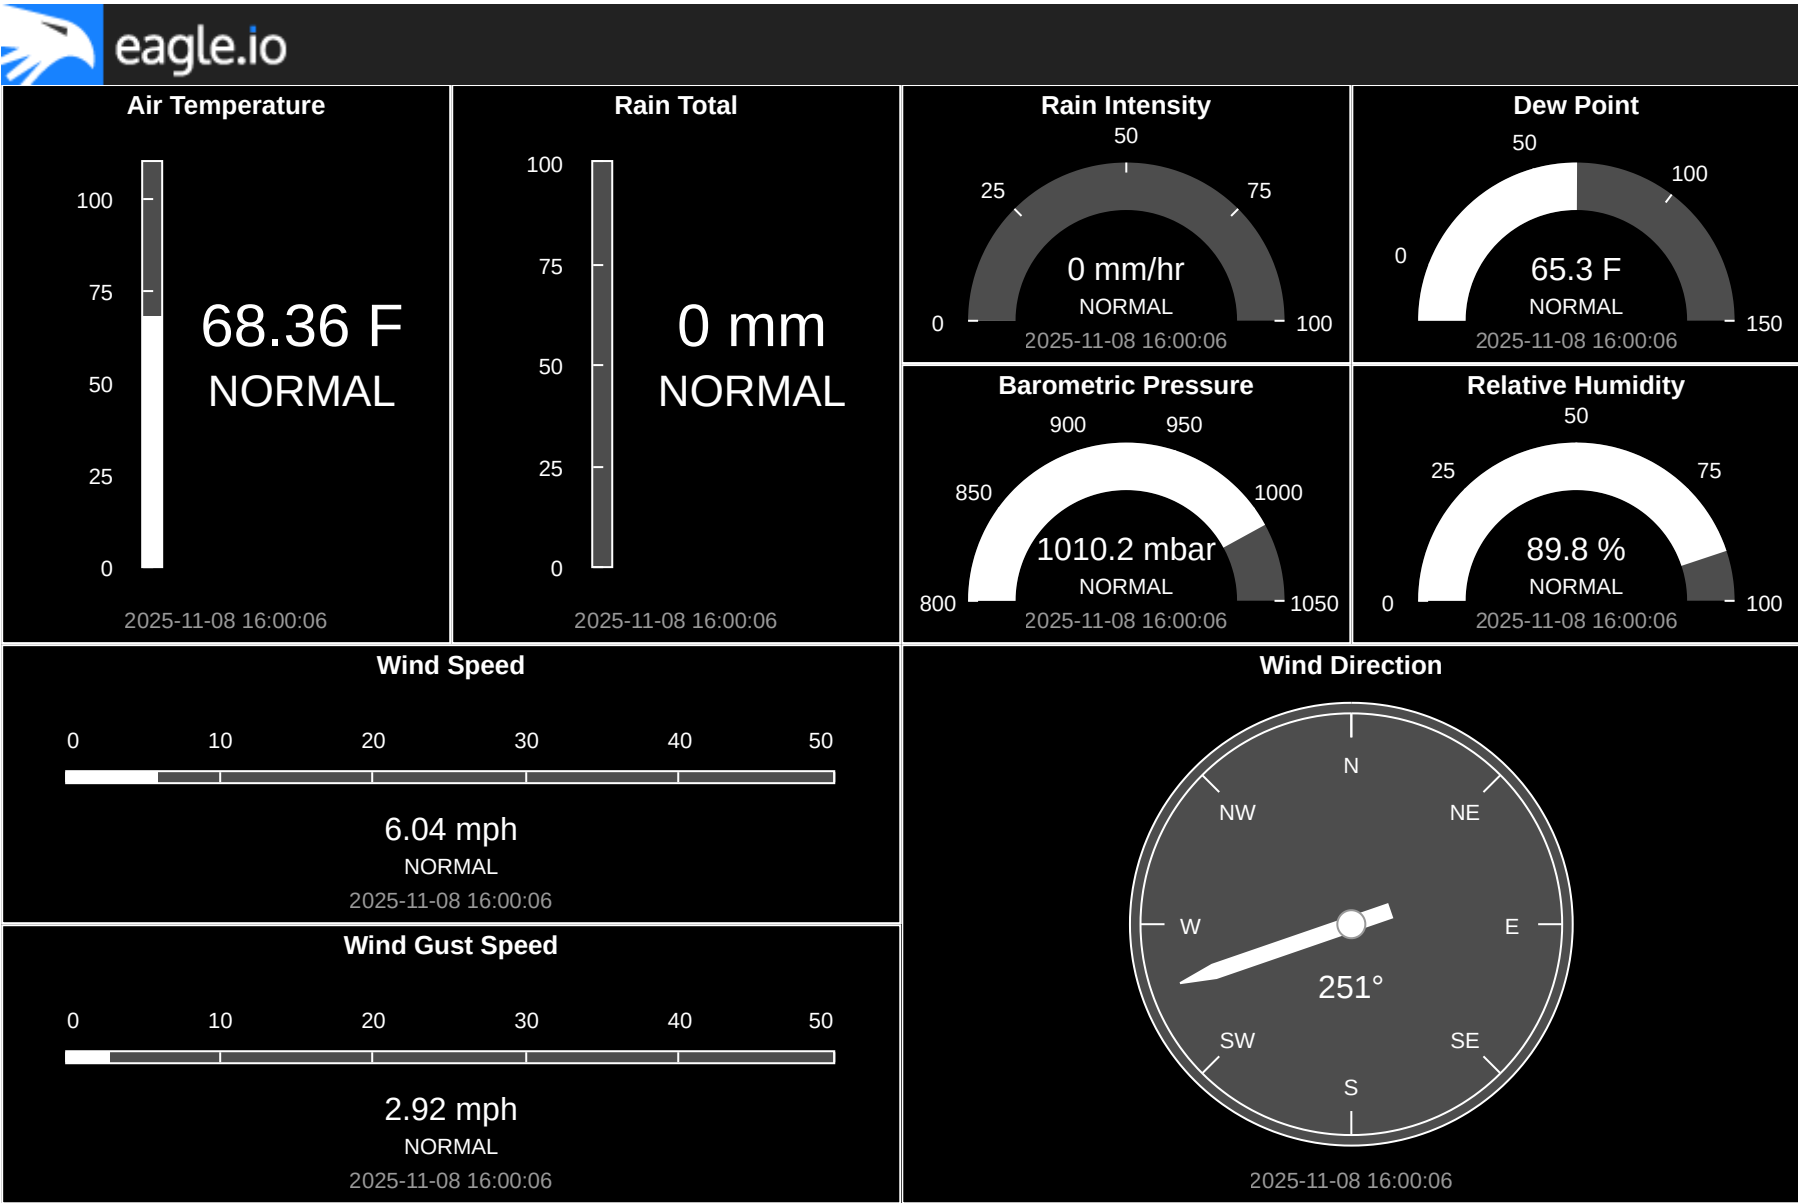 eagle.io
Air Temperature
100
75
50
25
0
68.36 F
NORMAL
2025-11-08 16:00:06
Rain Total
100
75
50
25
0
0 mm
NORMAL
2025-11-08 16:00:06
Rain Intensity
0
25
50
75
100
0 mm/hr
NORMAL
2025-11-08 16:00:06
Dew Point
0
50
100
150
65.3 F
NORMAL
2025-11-08 16:00:06
Barometric Pressure
800
850
900
950
1000
1050
1010.2 mbar
NORMAL
2025-11-08 16:00:06
Relative Humidity
0
25
50
75
100
89.8 %
NORMAL
2025-11-08 16:00:06
Wind Speed
0 10 20 30 40 50
6.04 mph
NORMAL
2025-11-08 16:00:06
Wind Gust Speed
0 10 20 30 40 50
2.92 mph
NORMAL
2025-11-08 16:00:06
Wind Direction
N
NW NE
W E
251°
SW SE
S
2025-11-08 16:00:06